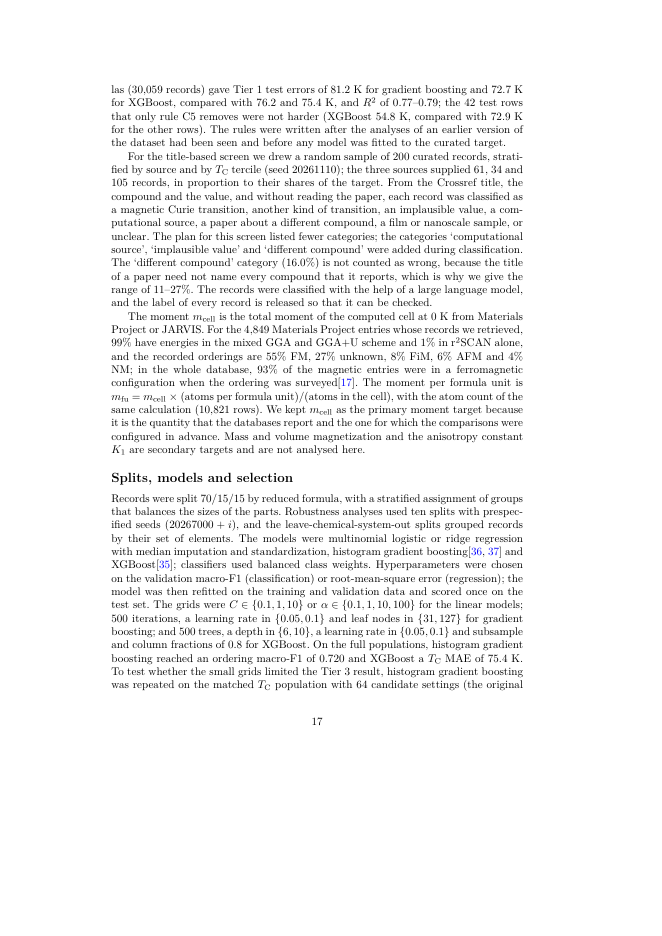 las (30,059 records) gave Tier 1 test errors of 81.2 K for gradient boosting and 72.7 K
for XGBoost, compared with 76.2 and 75.4 K, and R² of 0.77–0.79; the 42 test rows
that only rule C5 removes were not harder (XGBoost 54.8 K, compared with 72.9 K
for the other rows). The rules were written after the analyses of an earlier version of
the dataset had been seen and before any model was fitted to the curated target.
For the title-based screen we drew a random sample of 200 curated records, strati-
fied by source and by T_C tercile (seed 20261110); the three sources supplied 61, 34 and
105 records, in proportion to their shares of the target. From the Crossref title, the
compound and the value, and without reading the paper, each record was classified as
a magnetic Curie transition, another kind of transition, an implausible value, a com-
putational source, a paper about a different compound, a film or nanoscale sample, or
unclear. The plan for this screen listed fewer categories; the categories ‘computational
source’, ‘implausible value’ and ‘different compound’ were added during classification.
The ‘different compound’ category (16.0%) is not counted as wrong, because the title
of a paper need not name every compound that it reports, which is why we give the
range of 11–27%. The records were classified with the help of a large language model,
and the label of every record is released so that it can be checked.
The moment m_cell is the total moment of the computed cell at 0 K from Materials
Project or JARVIS. For the 4,849 Materials Project entries whose records we retrieved,
99% have energies in the mixed GGA and GGA+U scheme and 1% in r²SCAN alone,
and the recorded orderings are 55% FM, 27% unknown, 8% FiM, 6% AFM and 4%
NM; in the whole database, 93% of the magnetic entries were in a ferromagnetic
configuration when the ordering was surveyed[17]. The moment per formula unit is
m_fu = m_cell × (atoms per formula unit)/(atoms in the cell), with the atom count of the
same calculation (10,821 rows). We kept m_cell as the primary moment target because
it is the quantity that the databases report and the one for which the comparisons were
configured in advance. Mass and volume magnetization and the anisotropy constant
K₁ are secondary targets and are not analysed here.
Splits, models and selection
Records were split 70/15/15 by reduced formula, with a stratified assignment of groups
that balances the sizes of the parts. Robustness analyses used ten splits with prespec-
ified seeds (20267000 + i), and the leave-chemical-system-out splits grouped records
by their set of elements. The models were multinomial logistic or ridge regression
with median imputation and standardization, histogram gradient boosting[36, 37] and
XGBoost[35]; classifiers used balanced class weights. Hyperparameters were chosen
on the validation macro-F1 (classification) or root-mean-square error (regression); the
model was then refitted on the training and validation data and scored once on the
test set. The grids were C ∈ {0.1, 1, 10} or α ∈ {0.1, 1, 10, 100} for the linear models;
500 iterations, a learning rate in {0.05, 0.1} and leaf nodes in {31, 127} for gradient
boosting; and 500 trees, a depth in {6, 10}, a learning rate in {0.05, 0.1} and subsample
and column fractions of 0.8 for XGBoost. On the full populations, histogram gradient
boosting reached an ordering macro-F1 of 0.720 and XGBoost a T_C MAE of 75.4 K.
To test whether the small grids limited the Tier 3 result, histogram gradient boosting
was repeated on the matched T_C population with 64 candidate settings (the original
17